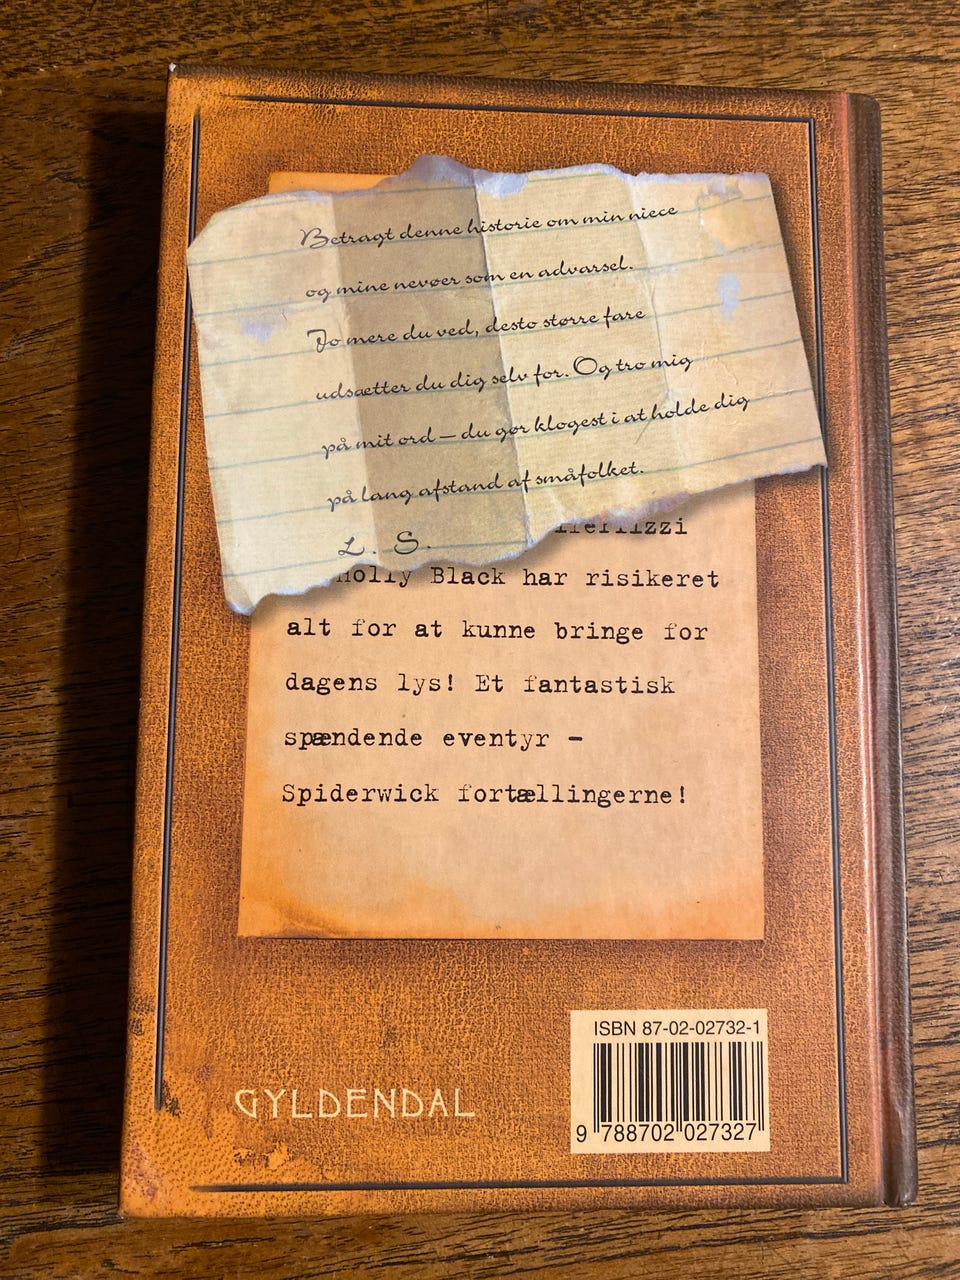 Betragt denne historie om min niece
og mine nevøer som en advarsel.
Jo mere du ved, desto større fare
udsætter du dig selv for. Og tro mig
på mit ord – du gør klogest i at holde dig
på lang afstand af småfolket.
L. S.
Black har risikeret
alt for at kunne bringe for
dagens lys! Et fantastisk
spændende eventyr –
Spiderwick fortællingerne!
ISBN 87-02-02732-1
9 788702 027327
GYLDENDAL